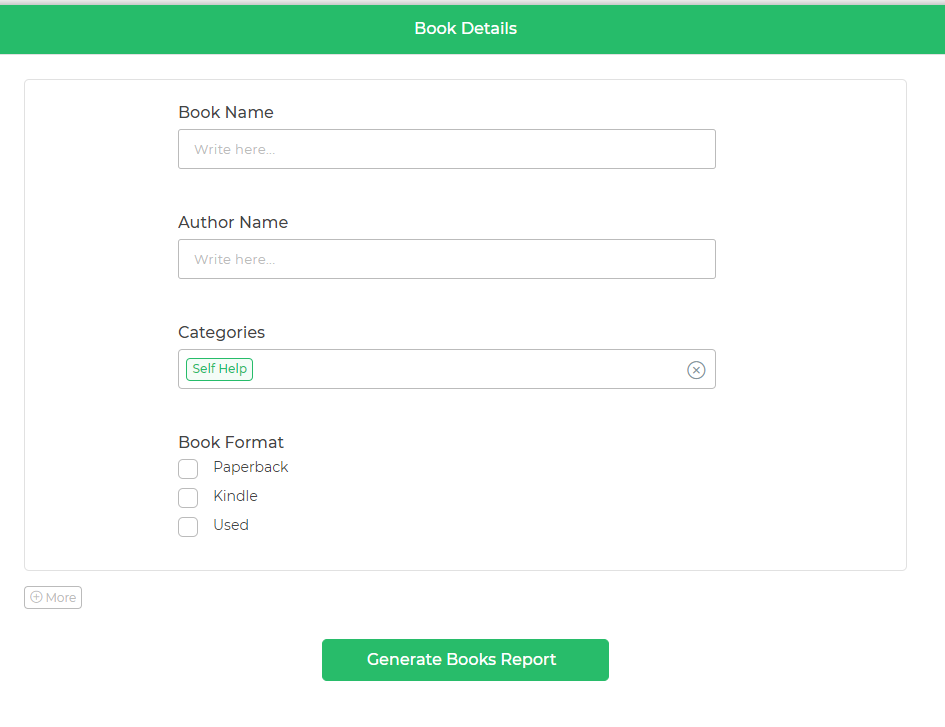 Book Details
Book Name
Write here...
Author Name
Write here...
Categories
Self Help
Book Format
Paperback
Kindle
Used
More
Generate Books Report